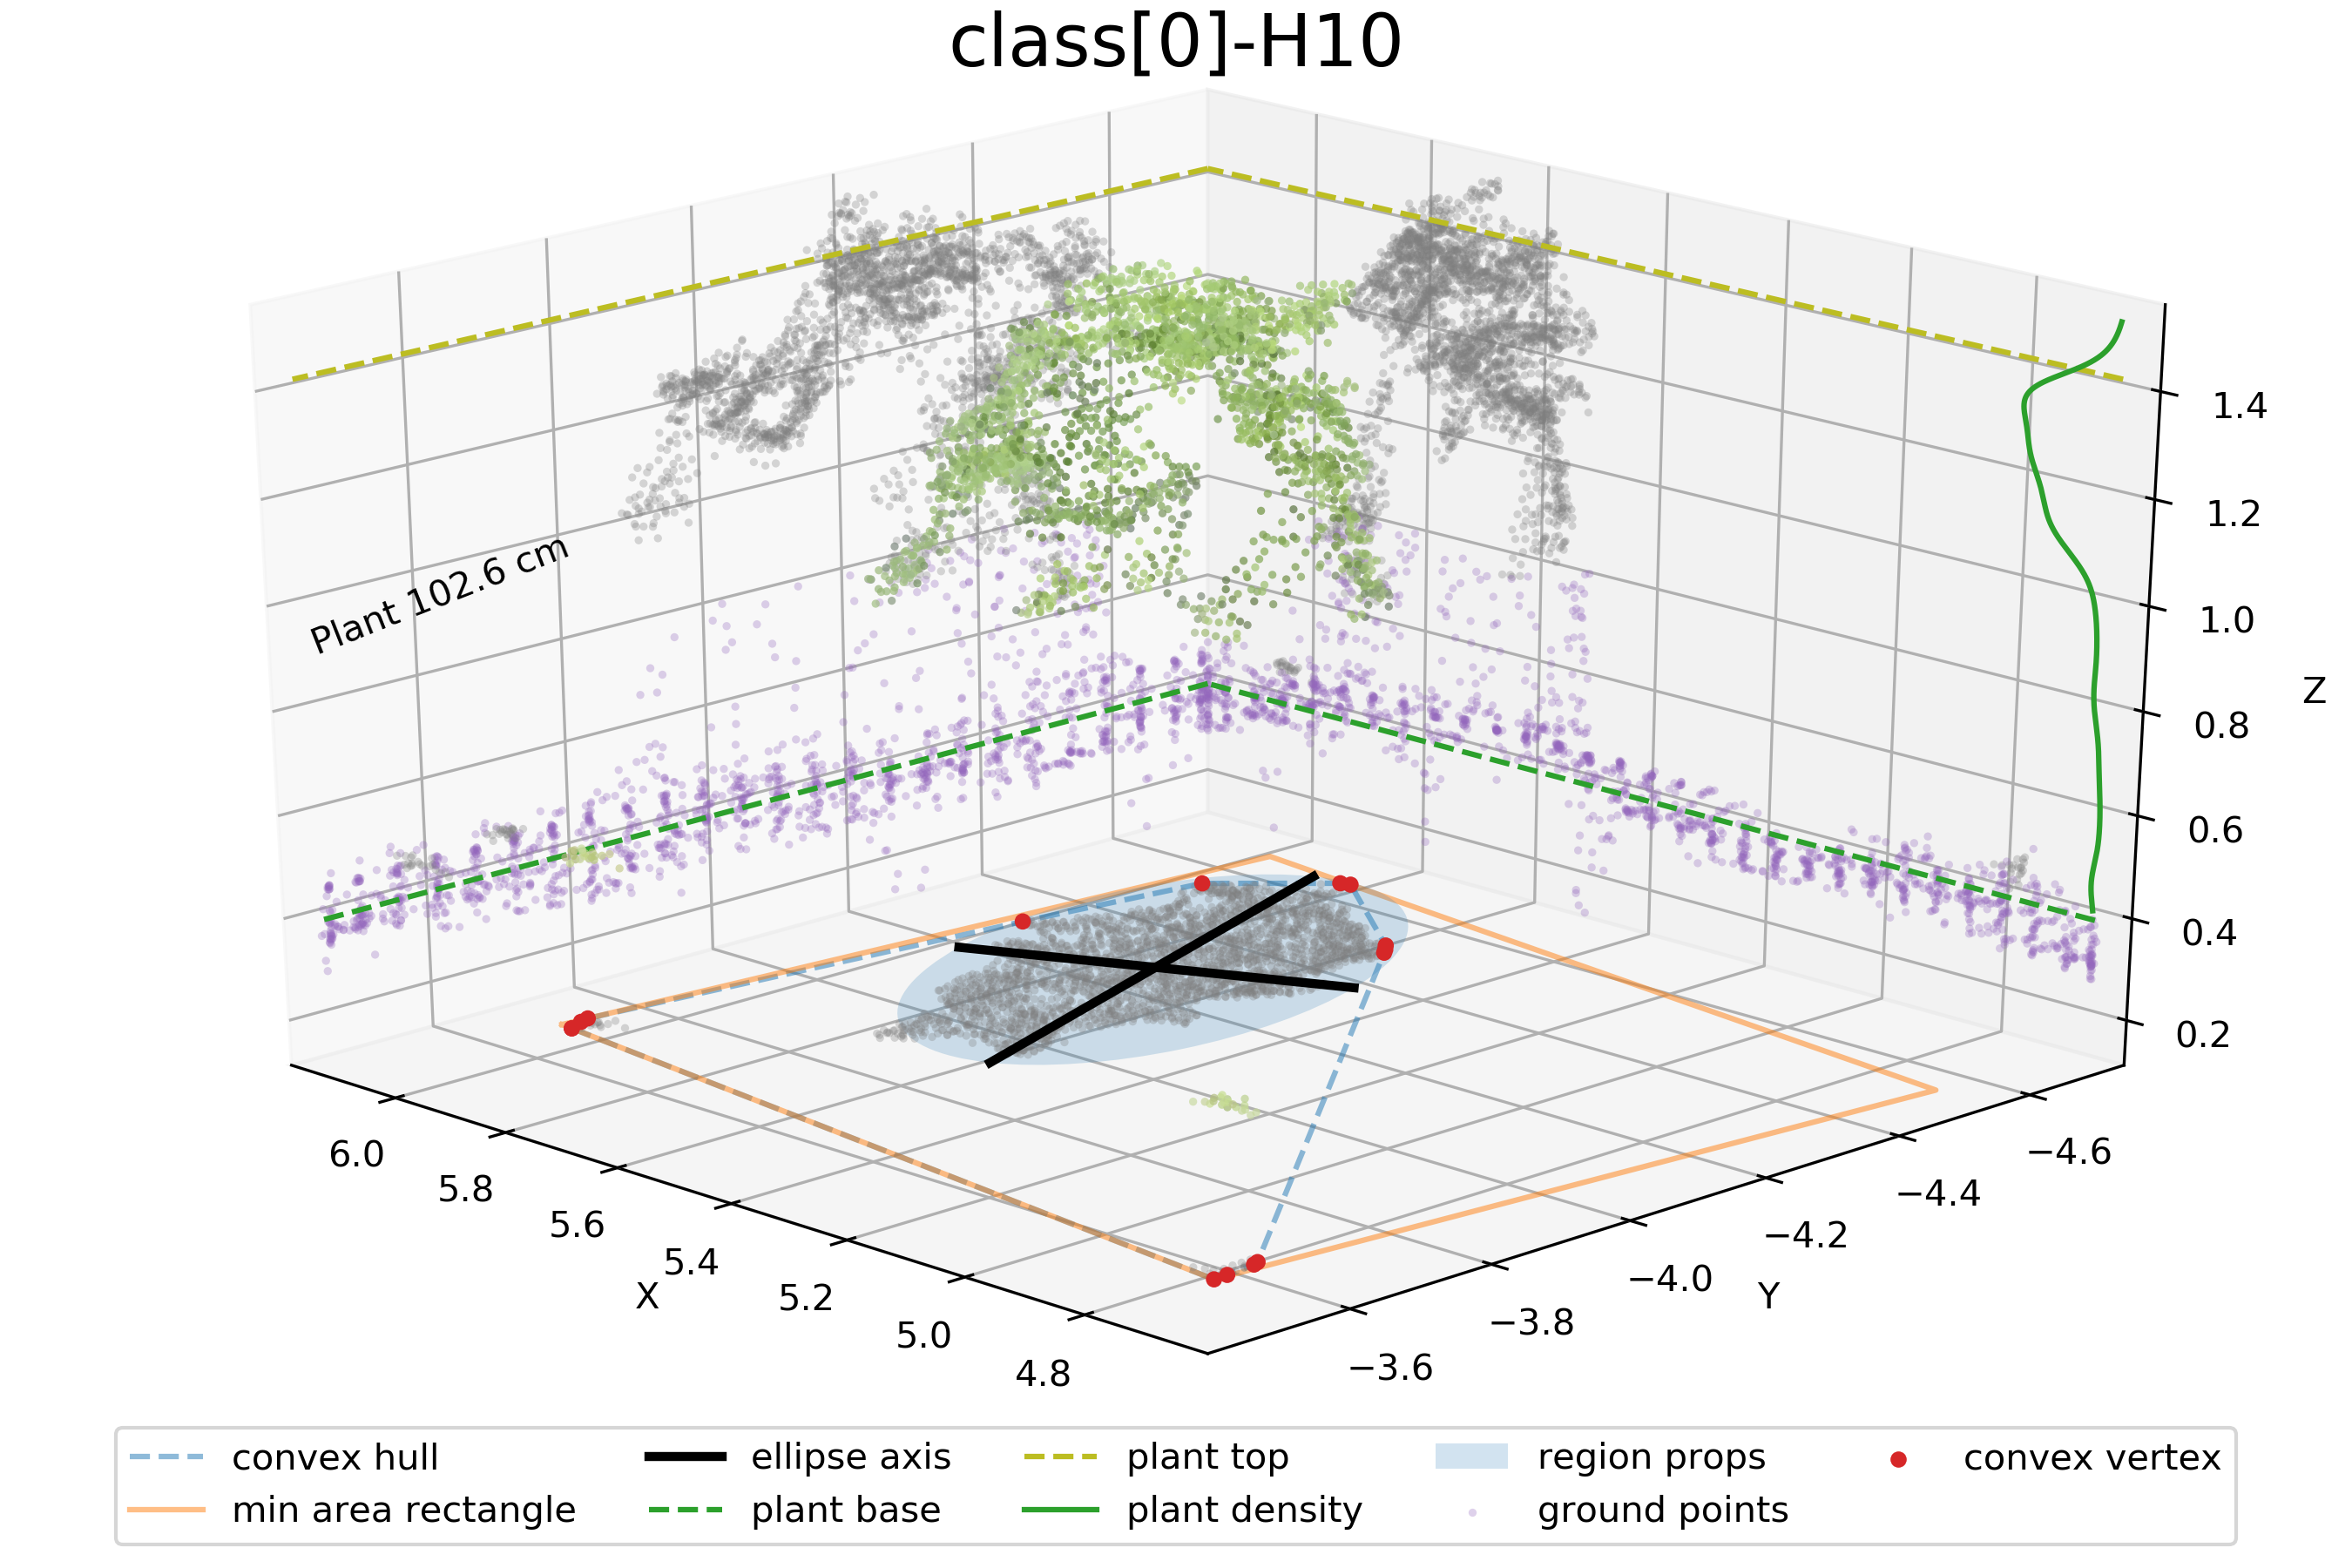 class[0]-H10
Plant 102.6 cm
1.4
1.2
1.0
0.8
0.6
0.4
0.2
Z
6.0
5.8
5.6
5.4
5.2
5.0
4.8
X
−4.6
−4.4
−4.2
−4.0
−3.8
−3.6
Y
convex hull
min area rectangle
ellipse axis
plant base
plant top
plant density
region props
ground points
convex vertex